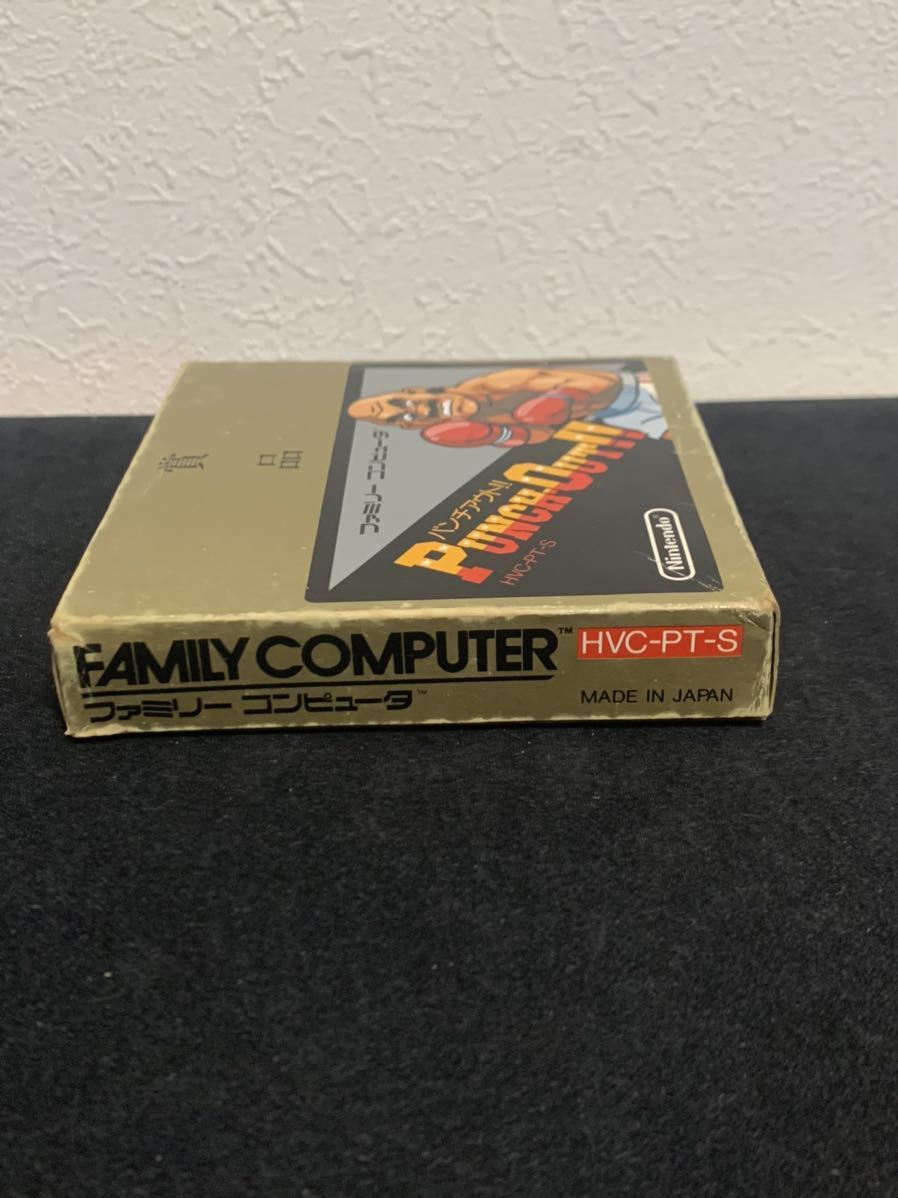 賞品
ファミリー コンピュータ
パンチアウト!!
PUNCH-OUT!!
HVC-PT-S
Nintendo
FAMILY COMPUTER™
HVC-PT-S
ファミリー コンピュータ™
MADE IN JAPAN